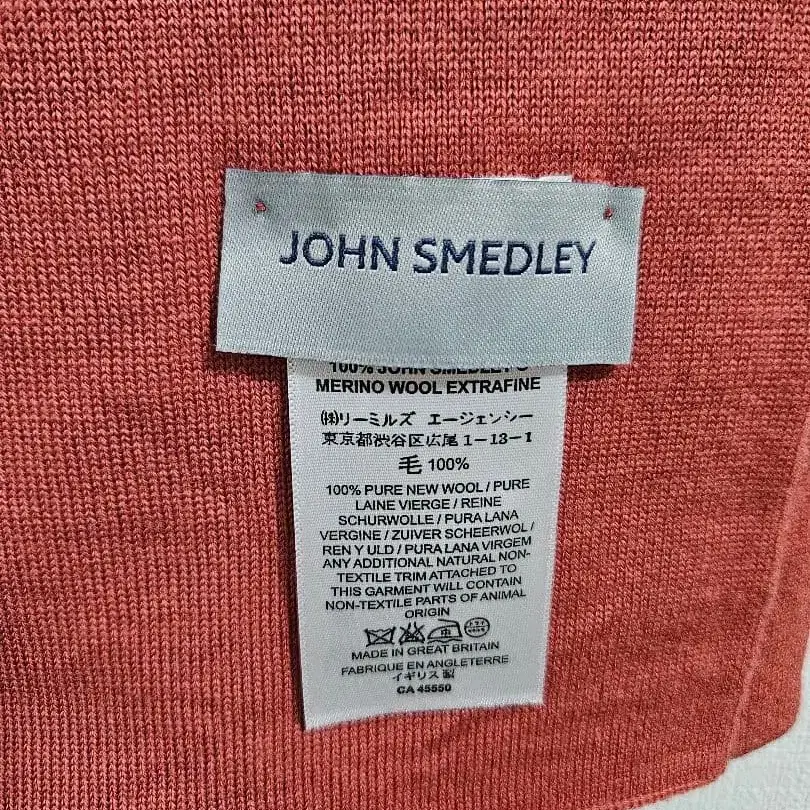 JOHN SMEDLEY
100% JOHN SMEDLEY'S
MERINO WOOL EXTRAFINE
㈱リーミルズ エージェンシー
東京都渋谷区広尾1-13-1
毛 100%
100% PURE NEW WOOL / PURE
LAINE VIERGE / REINE
SCHURWOLLE / PURA LANA
VERGINE / ZUIVER SCHEERWOL /
REN Y ULD / PURA LANA VIRGEM
ANY ADDITIONAL NATURAL NON-
TEXTILE TRIM ATTACHED TO
THIS GARMENT WILL CONTAIN
NON-TEXTILE PARTS OF ANIMAL
ORIGIN
MADE IN GREAT BRITAIN
FABRIQUE EN ANGLETERRE
イギリス製
CA 45550